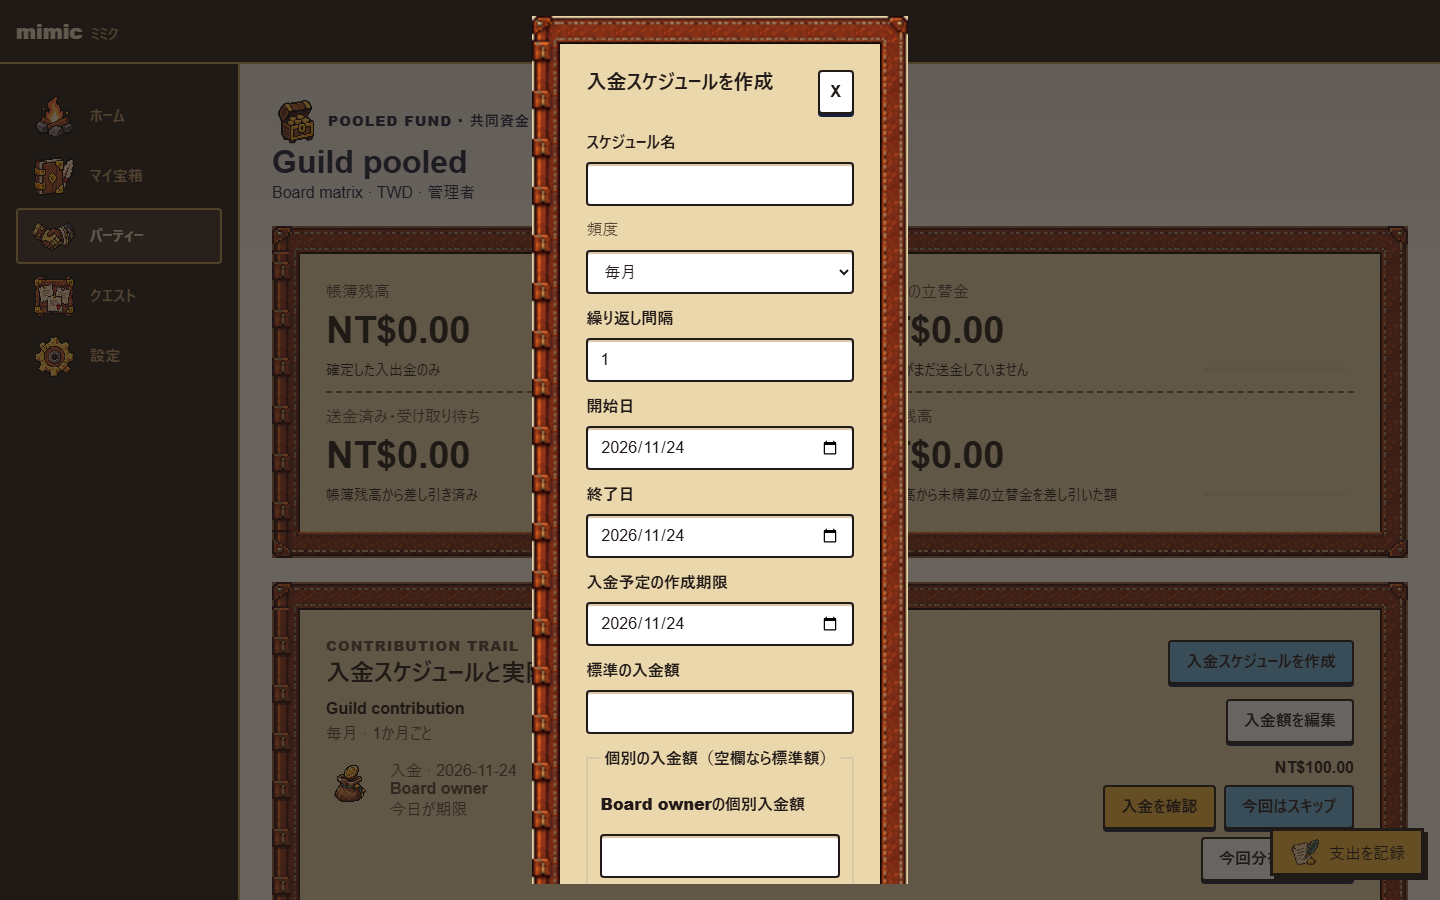 mimic ミミク
ホーム
マイ宝箱
パーティー
クエスト
設定
POOLED FUND · 共同資金
Guild pooled
Board matrix · TWD · 管理者
帳簿残高
NT$0.00
確定した入出金のみ
の立替金
$0.00
まだ送金していません
送金済み・受け取り待ち
NT$0.00
帳簿残高から差し引き済み
残高
$0.00
高から未精算の立替金を差し引いた額
CONTRIBUTION TRAIL
入金スケジュールと実
Guild contribution
毎月 · 1か月ごと
入金 · 2026-11-24
Board owner
今日が期限
入金スケジュールを作成
入金額を編集
NT$100.00
入金を確認
今回はスキップ
今回分
支出を記録
入金スケジュールを作成
X
スケジュール名
頻度
毎月
繰り返し間隔
1
開始日
2026/11/24
終了日
2026/11/24
入金予定の作成期限
2026/11/24
標準の入金額
個別の入金額（空欄なら標準額）
Board ownerの個別入金額